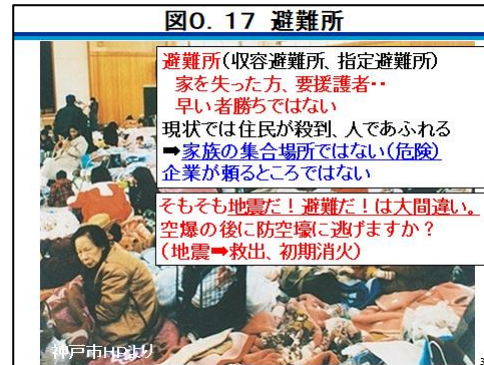 図0. 17 避難所
避難所(収容避難所、指定避難所)
家を失った方、要援護者・・
早い者勝ちではない
現状では住民が殺到、人であふれる
➡家族の集合場所ではない(危険)
企業が頼るところではない
そもそも地震だ！避難だ！は大間違い。
空爆の後に防空壕に逃げますか？
(地震➡救出、初期消火)
神戸市HPより
3